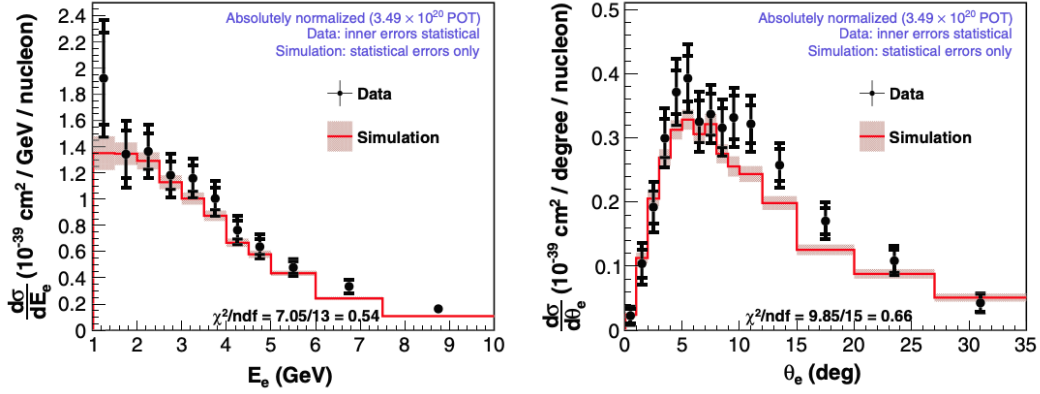 Absolutely normalized (3.49 × 10²⁰ POT)
Data: inner errors statistical
Simulation: statistical errors only
Data
Simulation
dσ/dE_e (10⁻³⁹ cm² / GeV / nucleon)
2.4
2.2
2
1.8
1.6
1.4
1.2
1
0.8
0.6
0.4
0.2
0
χ²/ndf = 7.05/13 = 0.54
1 2 3 4 5 6 7 8 9 10
E_e (GeV)
Absolutely normalized (3.49 × 10²⁰ POT)
Data: inner errors statistical
Simulation: statistical errors only
Data
Simulation
dσ/dθ_e (10⁻³⁹ cm² / degree / nucleon)
0.5
0.4
0.3
0.2
0.1
0
χ²/ndf = 9.85/15 = 0.66
0 5 10 15 20 25 30 35
θ_e (deg)